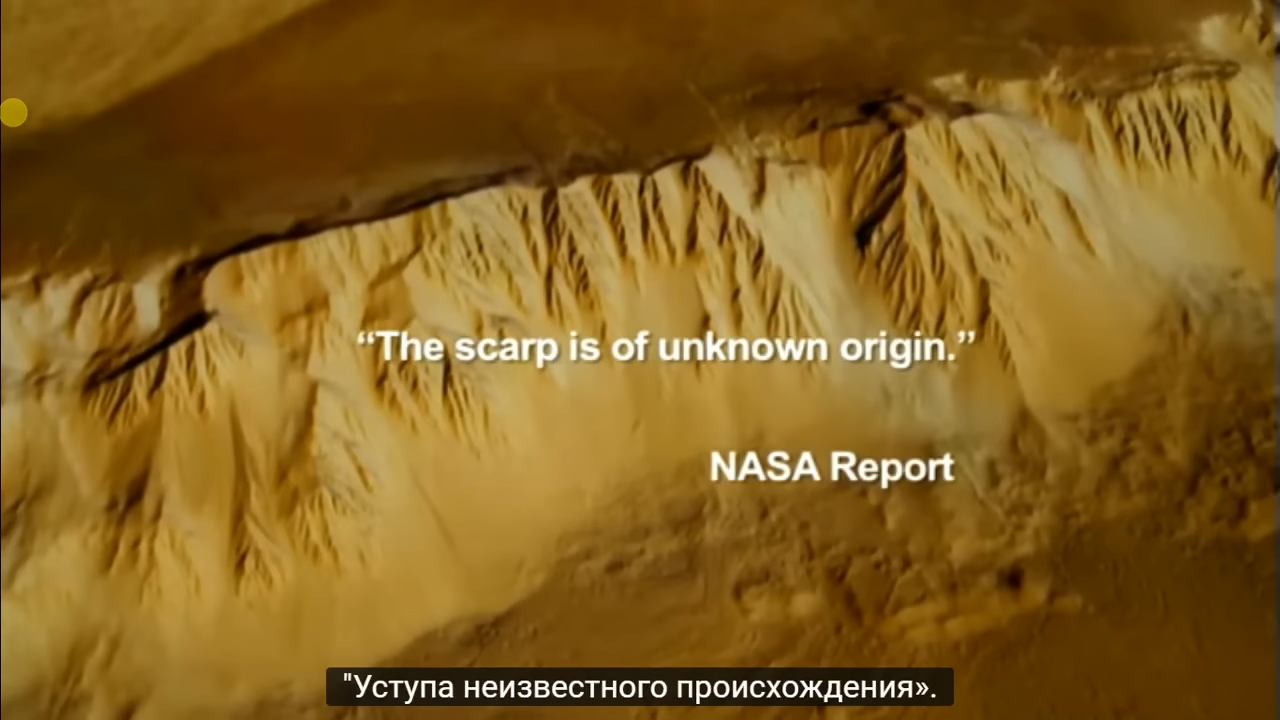 “The scarp is of unknown origin.”
NASA Report
"Уступа неизвестного происхождения».